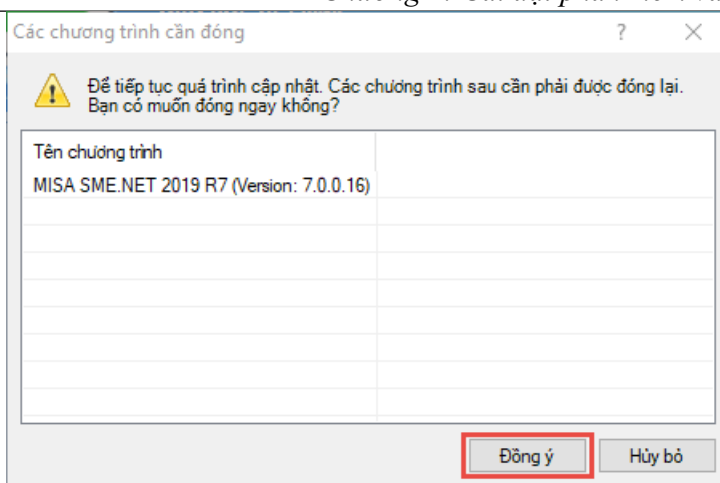 Các chương trình cần đóng
Để tiếp tục quá trình cập nhật. Các chương trình sau cần phải được đóng lại.
Bạn có muốn đóng ngay không?
Tên chương trình
MISA SME.NET 2019 R7 (Version: 7.0.0.16)
Đồng ý
Hủy bỏ